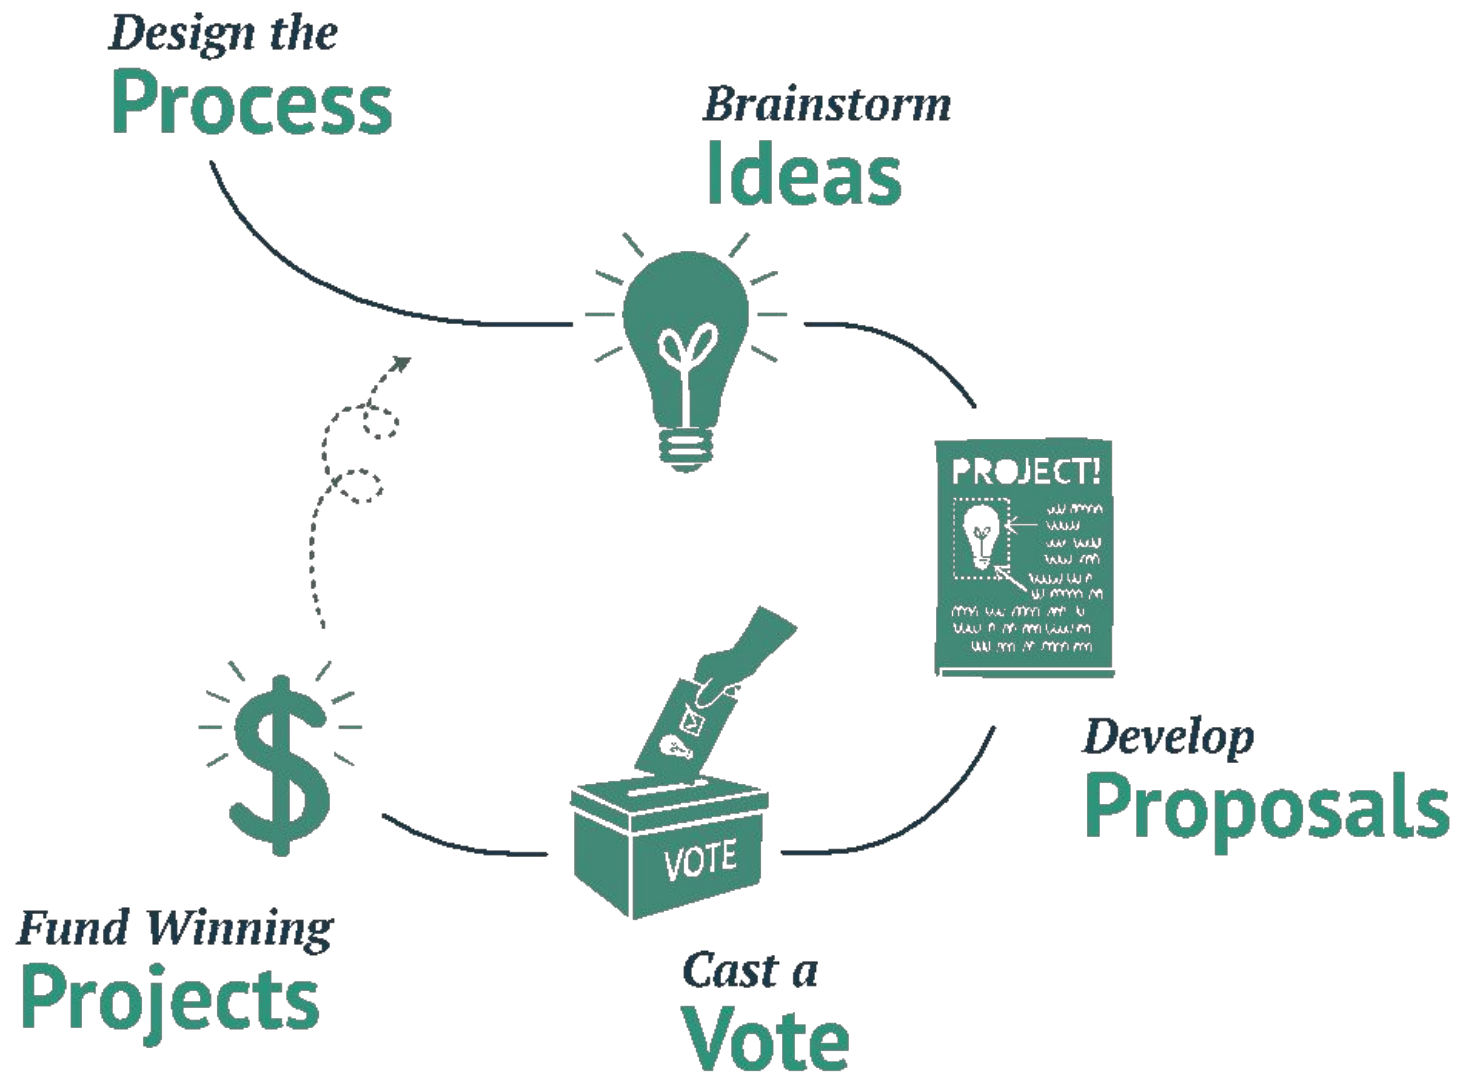 Design the
Process
Brainstorm
Ideas
PROJECT!
Develop
Proposals
VOTE
Cast a
Vote
Fund Winning
Projects